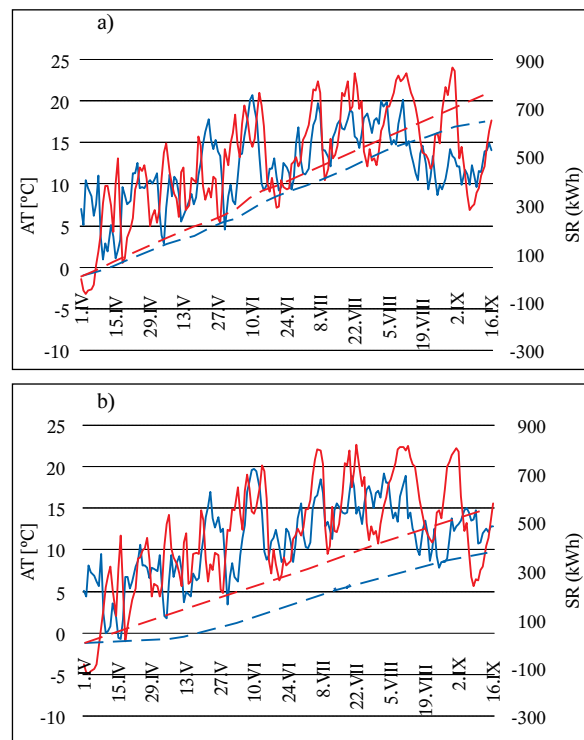 a)
25 900
20 700
15 500
10 300
5
0 100
-5 -100
-10 -300
AT [ºC]
SR (kWh)
1.IV 15.IV 29.IV 13.V 27.V 10.VI 24.VI 8.VII 22.VII 5.VIII 19.VIII 2.IX 16.IX
b)
25 900
20 700
15 500
10 300
5
0 100
-5 -100
-10 -300
AT [ºC]
SR (kWh)
1.IV 15.IV 29.IV 13.V 27.V 10.VI 24.VI 8.VII 22.VII 5.VIII 19.VIII 2.IX 16.IX